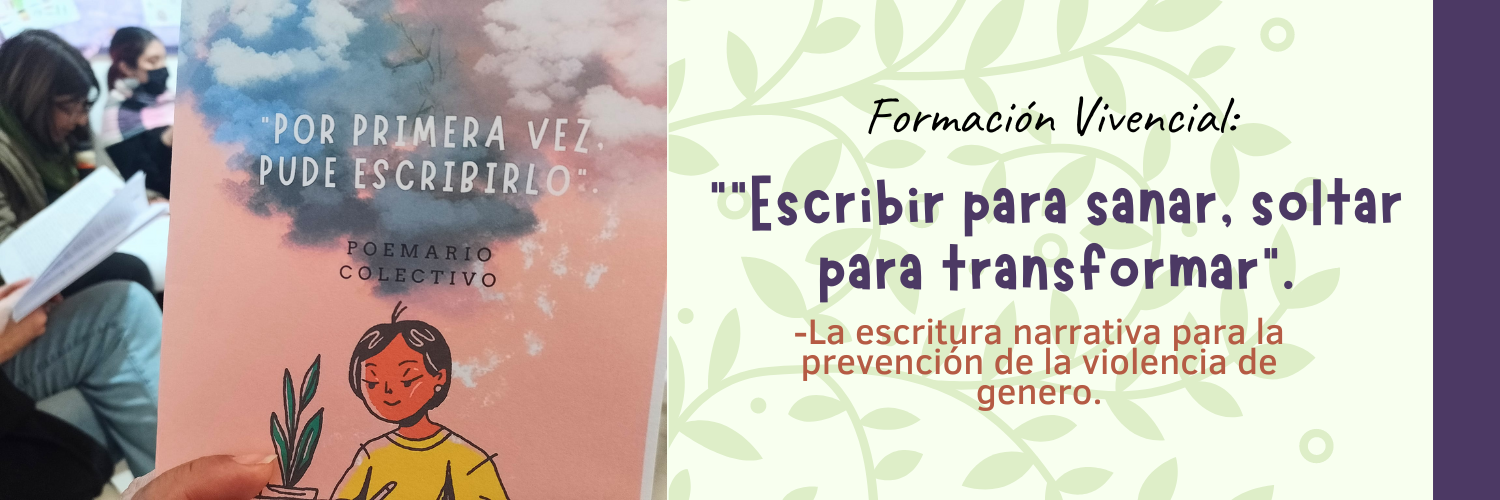 "POR PRIMERA VEZ,
PUDE ESCRIBIRLO".
POEMARIO
COLECTIVO
Formación Vivencial:
""Escribir para sanar, soltar
para transformar".
-La escritura narrativa para la
prevención de la violencia de
genero.